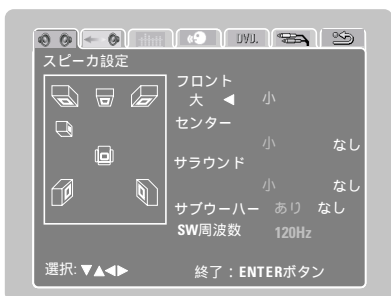 DVD.
スピーカ設定
フロント
大 ◀ 小
センター
小 なし
サラウンド
小 なし
サブウーハー あり なし
SW周波数 120Hz
選択:▼▲◀▶ 終了：ENTERボタン